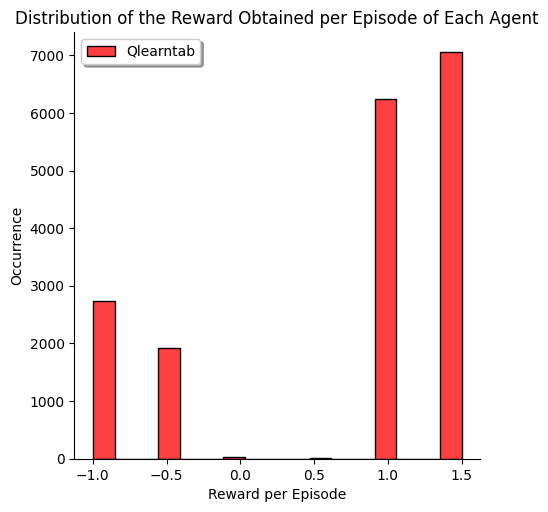 Distribution of the Reward Obtained per Episode of Each Agent
Qlearntab
7000
6000
5000
4000
3000
2000
1000
0
Occurrence
−1.0 −0.5 0.0 0.5 1.0 1.5
Reward per Episode